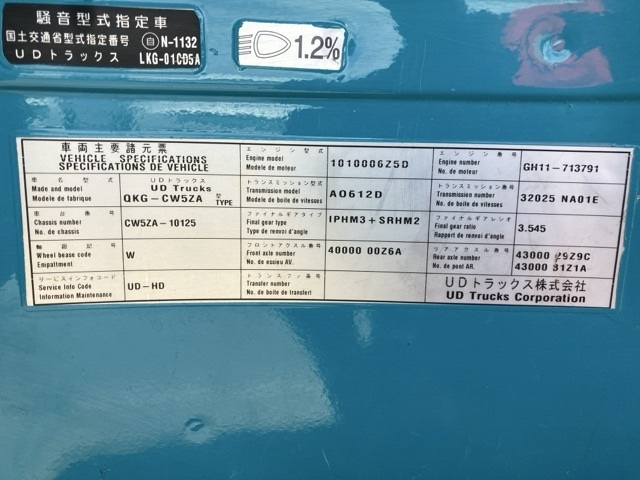 騒音型式指定車
国土交通省型式指定番号 自 N-1132
UDトラックス LKG-01CD5A
1.2%
車両主要諸元票
VEHICLE SPECIFICATIONS
SPECIFICATIONS DE VEHICLE
エンジン型式
Engine model
Modele de moteur
1010006Z5D
エンジン番号
Engine number
No. de moteur
GH11-713791
車名・型式
Made and model
Modele de fabrique
UDトラックス
UD Trucks
QKG-CW5ZA 型
TYPE
トランスミッション型式
Transmission model
Modele de boite de vitesses
AO612D
トランスミッション番号
Transmission number
No. de boite de vitesses
32025 NA01E
車台番号
Chassis number
No. de chassis
CW5ZA-10125
ファイナルギアタイプ
Final gear type
Type de renvoi d'angle
IPHM3+SRHM2
ファイナルギアレシオ
Final gear ratio
Rapport de renvoi d'angle
3.545
軸距記号
Wheel base code
Empattment
W
フロントアクスル番号
Front axle number
No. de essieu AV.
40000 00Z6A
リアアクスル番号
Rear axle number
No. de pont AR.
43000 Z9Z9C
43000 31Z1A
サービスインフォコード
Service Info Code
Information Maintenance
UD-HD
トランスファ番号
Transfer number
No. de boite de transfert
UDトラックス株式会社
UD Trucks Corporation